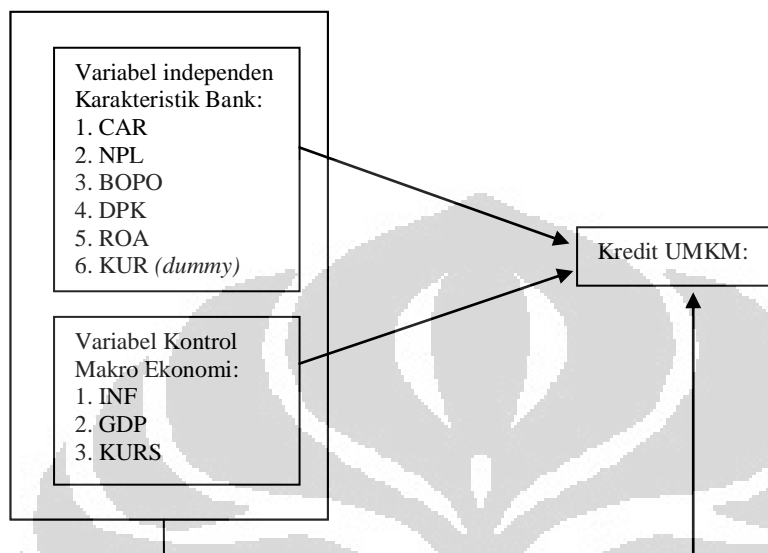 Variabel independen
Karakteristik Bank:
1. CAR
2. NPL
3. BOPO
4. DPK
5. ROA
6. KUR (dummy)
Kredit UMKM:
Variabel Kontrol
Makro Ekonomi:
1. INF
2. GDP
3. KURS